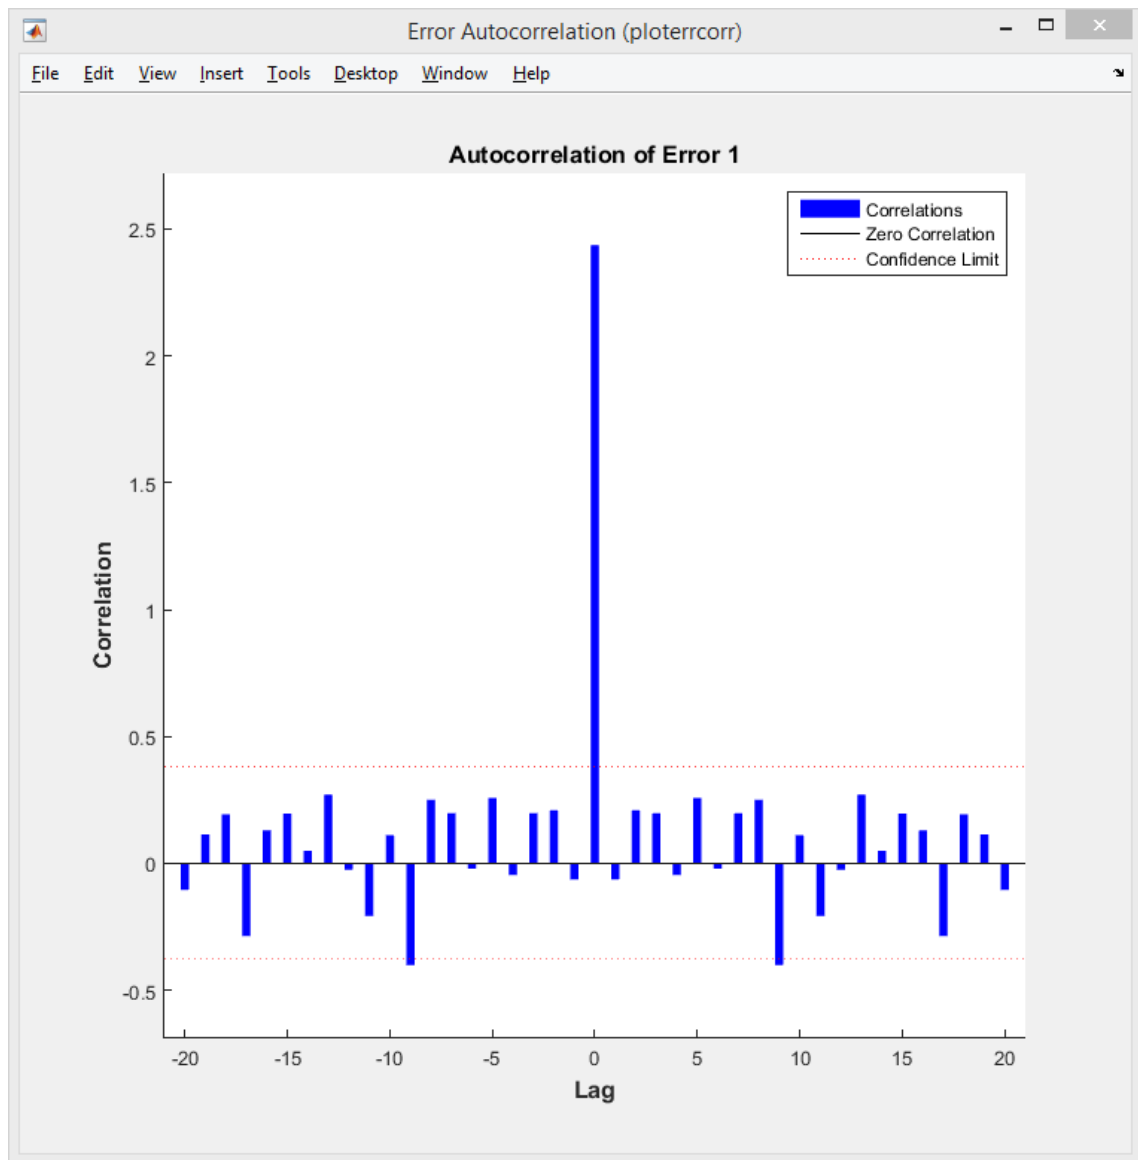 Error Autocorrelation (ploterrcorr)
File Edit View Insert Tools Desktop Window Help
Autocorrelation of Error 1
Correlations
Zero Correlation
Confidence Limit
2.5
2
1.5
1
0.5
0
-0.5
Correlation
-20 -15 -10 -5 0 5 10 15 20
Lag